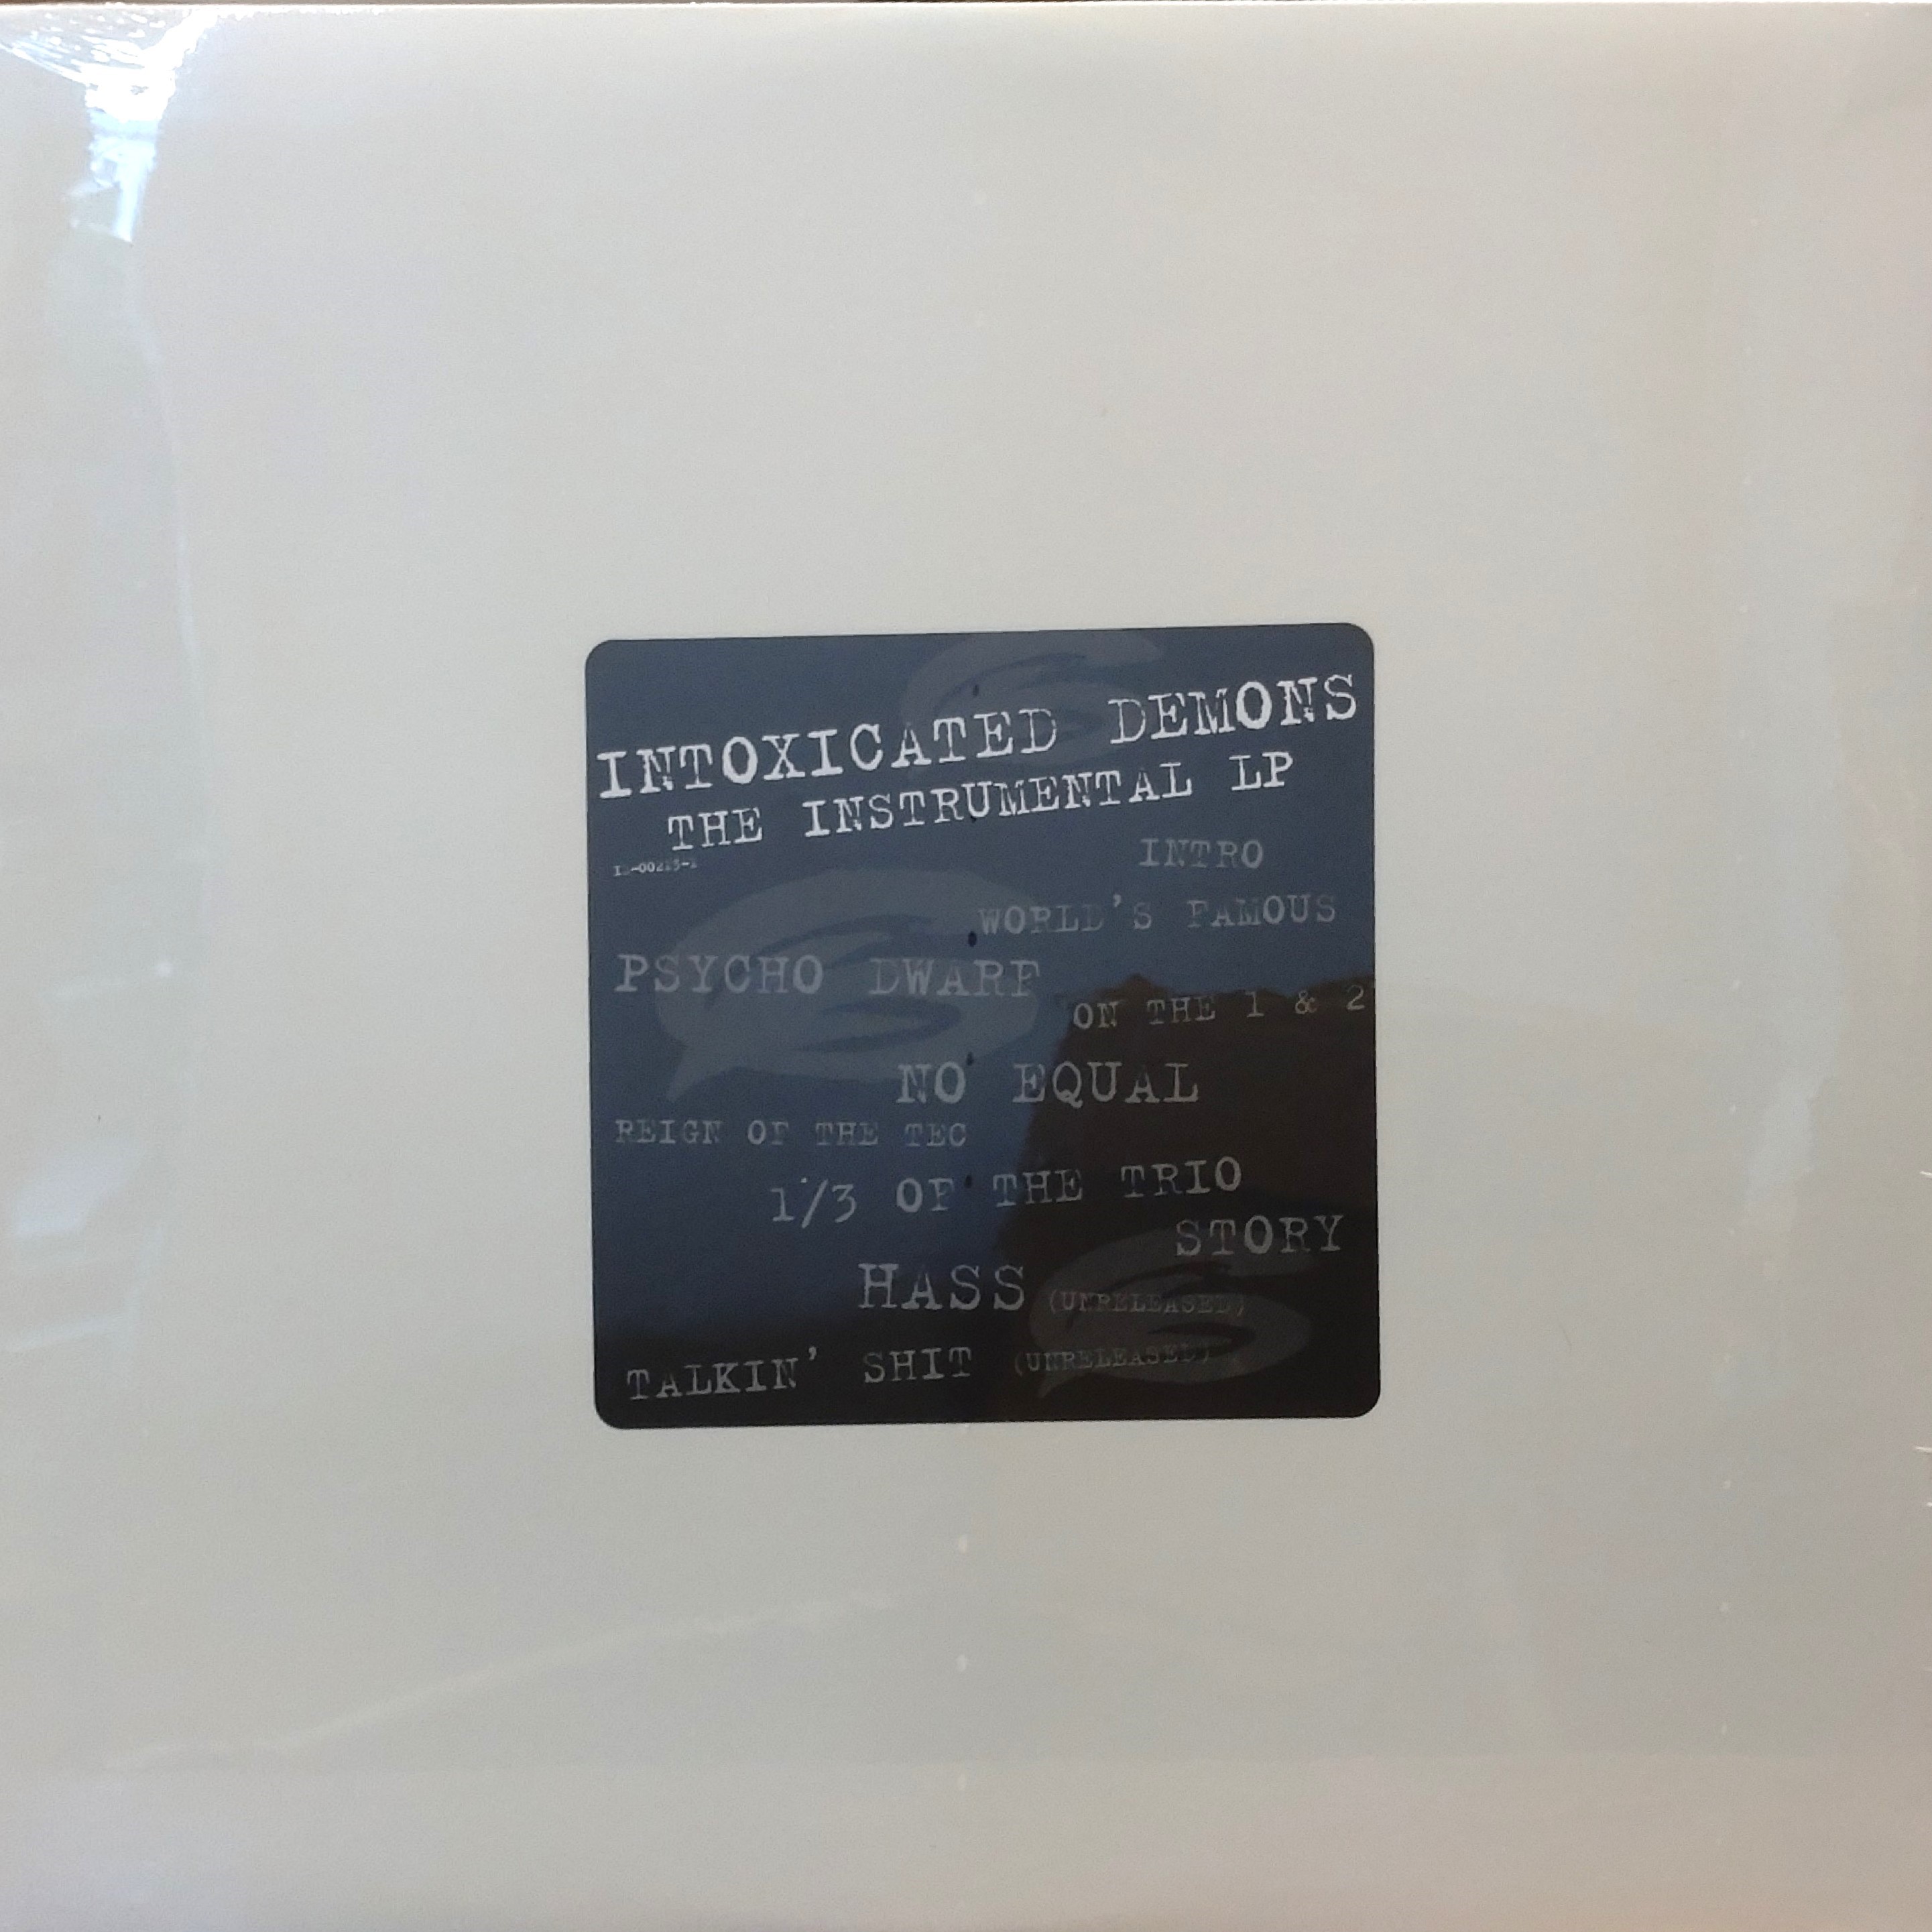 INTOXICATED DEMONS
THE INSTRUMENTAL LP
INTRO
WORLD'S FAMOUS
PSYCHO DWARF
ON THE 1 & 2
NO EQUAL
REIGN OF THE TEC
1/3 OF THE TRIO
STORY
HASS (UNRELEASED)
TALKIN' SHIT (UNRELEASED)